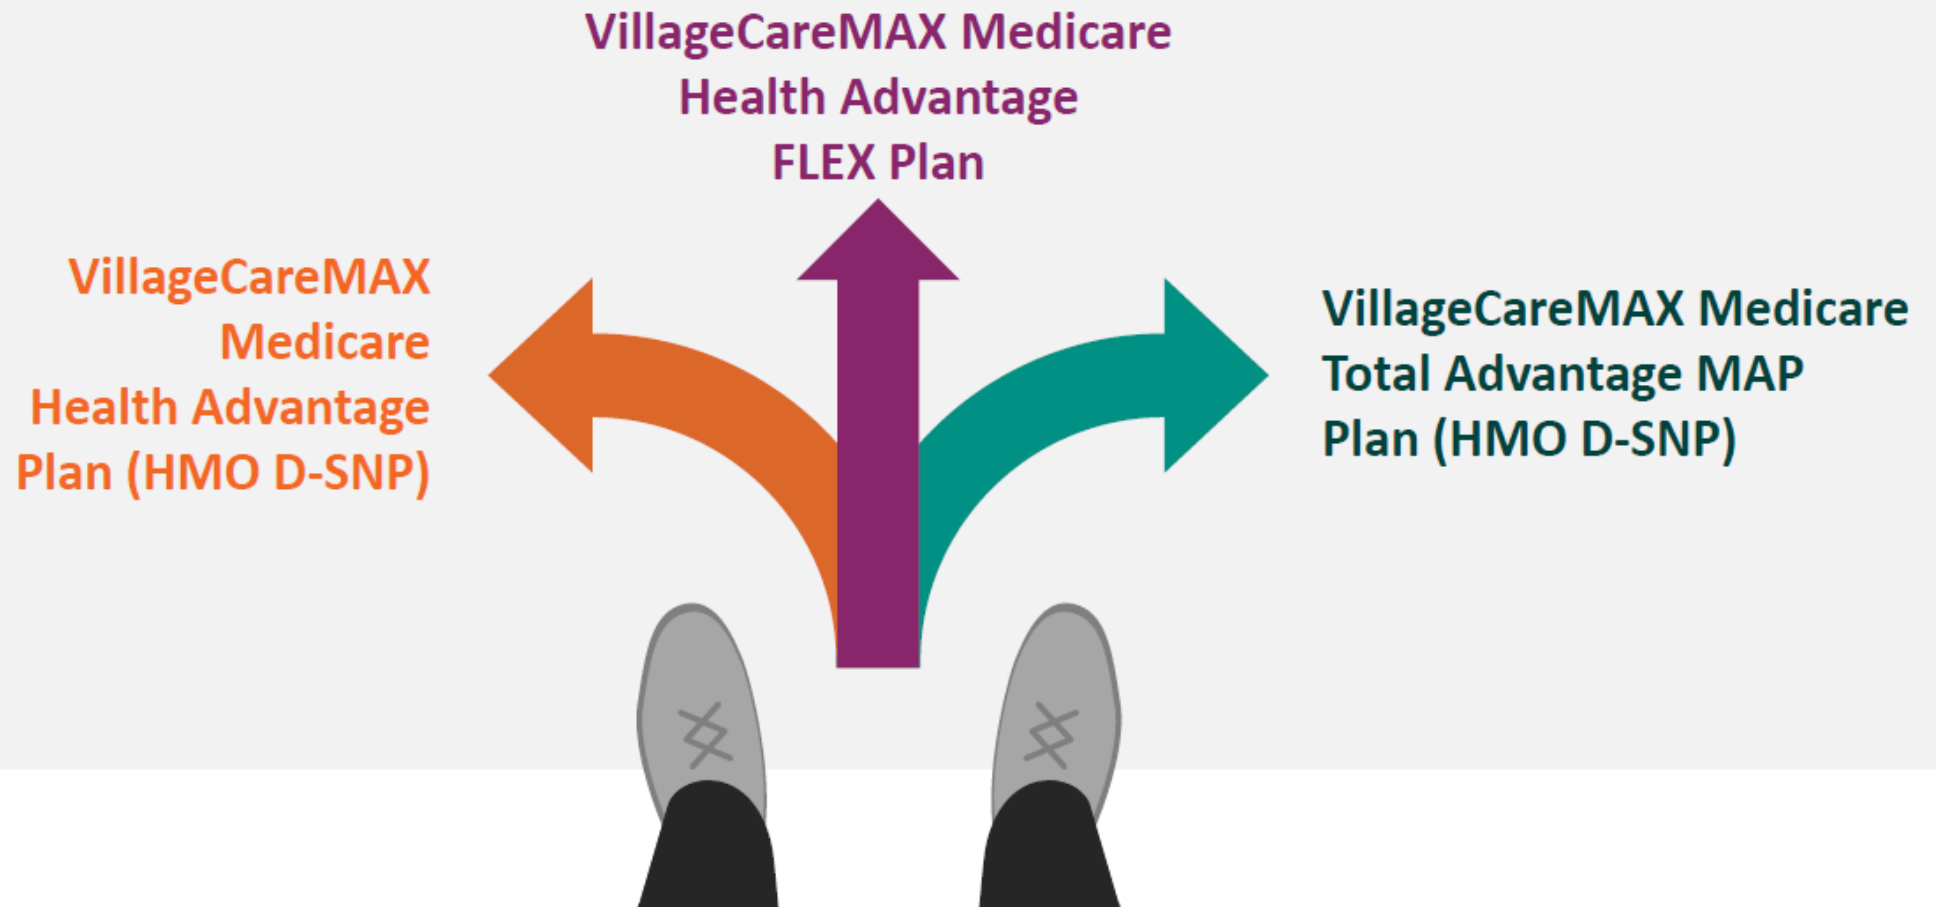 VillageCareMAX Medicare
Health Advantage
FLEX Plan
VillageCareMAX
Medicare
Health Advantage
Plan (HMO D-SNP)
VillageCareMAX Medicare
Total Advantage MAP
Plan (HMO D-SNP)